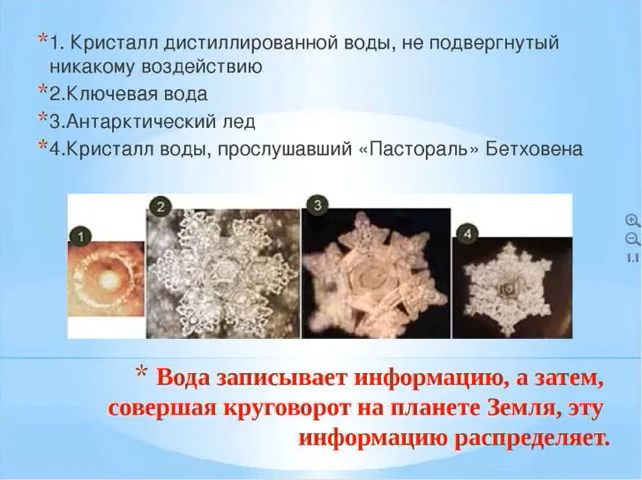 * 1. Кристалл дистиллированной воды, не подвергнутый
никакому воздействию
* 2.Ключевая вода
* 3.Антарктический лед
* 4.Кристалл воды, прослушавший «Пастораль» Бетховена
1
2
3
4
1.1
* Вода записывает информацию, а затем,
совершая круговорот на планете Земля, эту
информацию распределяет.